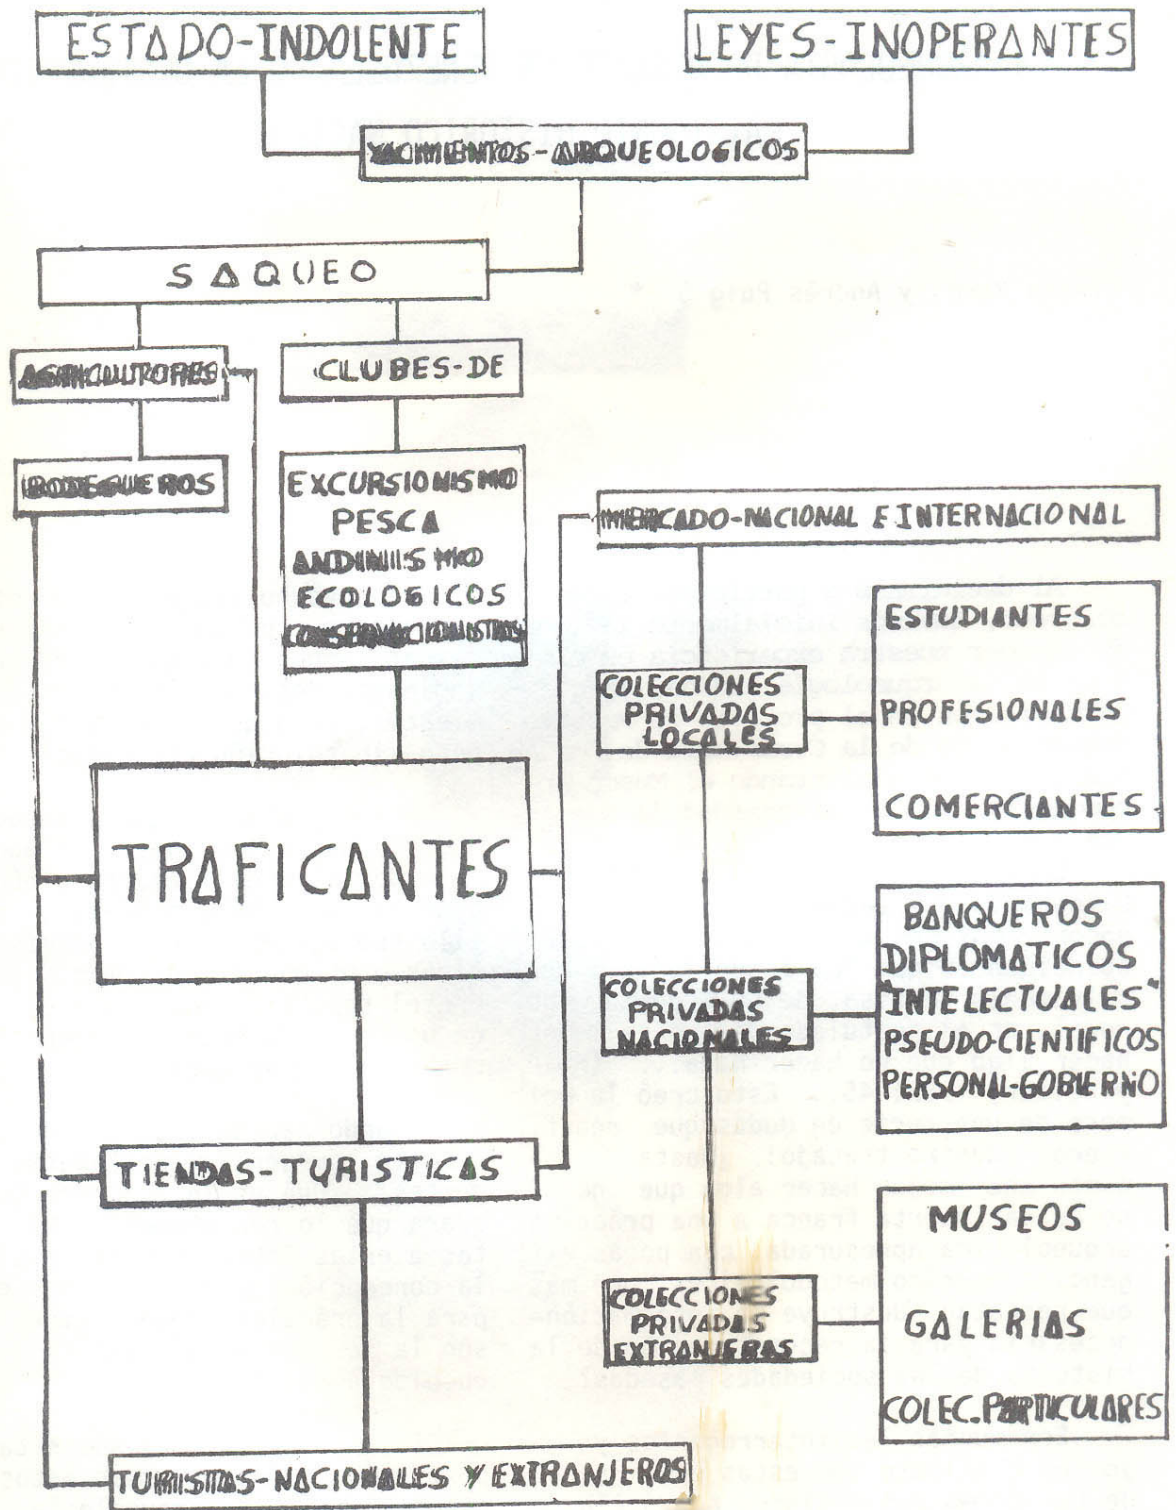 ESTADO-INDOLENTE
LEYES-INOPERANTES
YACIMIENTOS-ARQUEOLOGICOS
SAQUEO
AGRICULTORES
CLUBES-DE
BODEGUEROS
EXCURSIONISMO
PESCA
ANDINISMO
ECOLOGICOS
CONSERVACIONISTAS
MERCADO-NACIONAL E INTERNACIONAL
ESTUDIANTES
COLECCIONES
PRIVADAS
LOCALES
PROFESIONALES
COMERCIANTES
TRAFICANTES
BANQUEROS
DIPLOMATICOS
"INTELECTUALES"
PSEUDO-CIENTIFICOS
PERSONAL-GOBIERNO
COLECCIONES
PRIVADAS
NACIONALES
TIENDAS-TURISTICAS
MUSEOS
COLECCIONES
PRIVADAS
EXTRANJERAS
GALERIAS
COLEC. PARTICULARES
TURISTAS-NACIONALES Y EXTRANJEROS